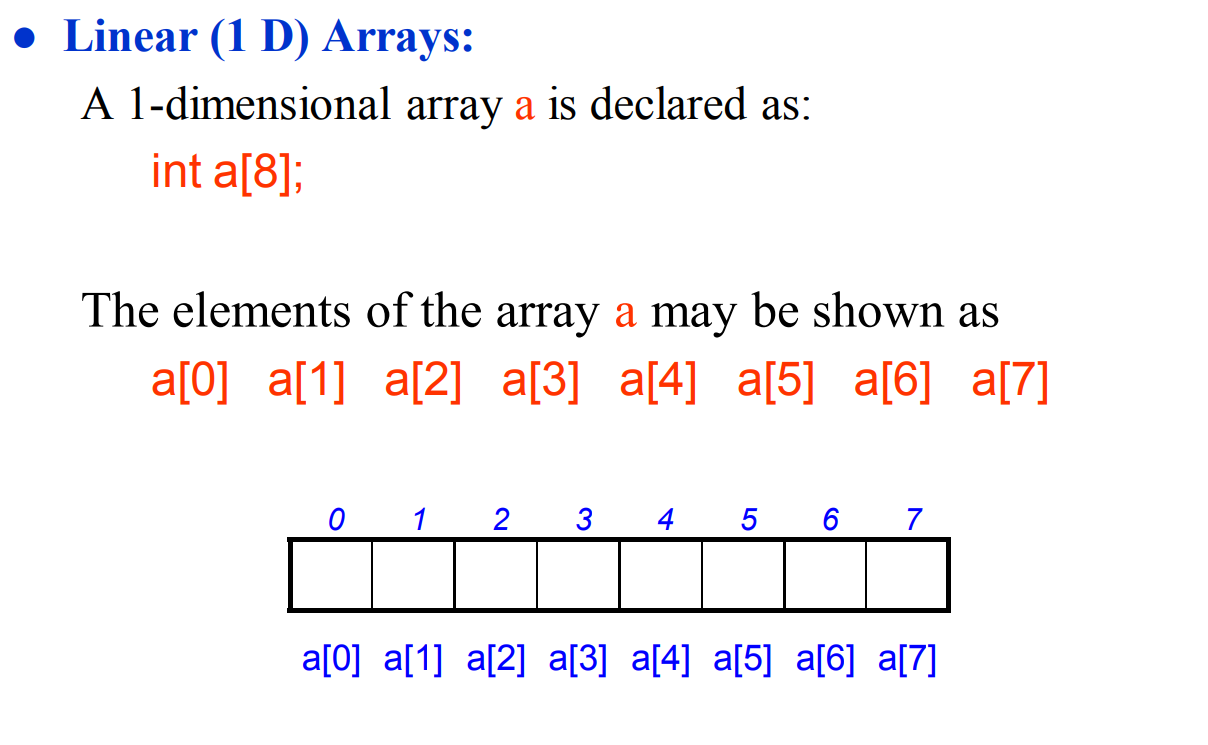 • Linear (1 D) Arrays:
A 1-dimensional array a is declared as:
int a[8];
The elements of the array a may be shown as
a[0] a[1] a[2] a[3] a[4] a[5] a[6] a[7]
0 1 2 3 4 5 6 7
a[0] a[1] a[2] a[3] a[4] a[5] a[6] a[7]